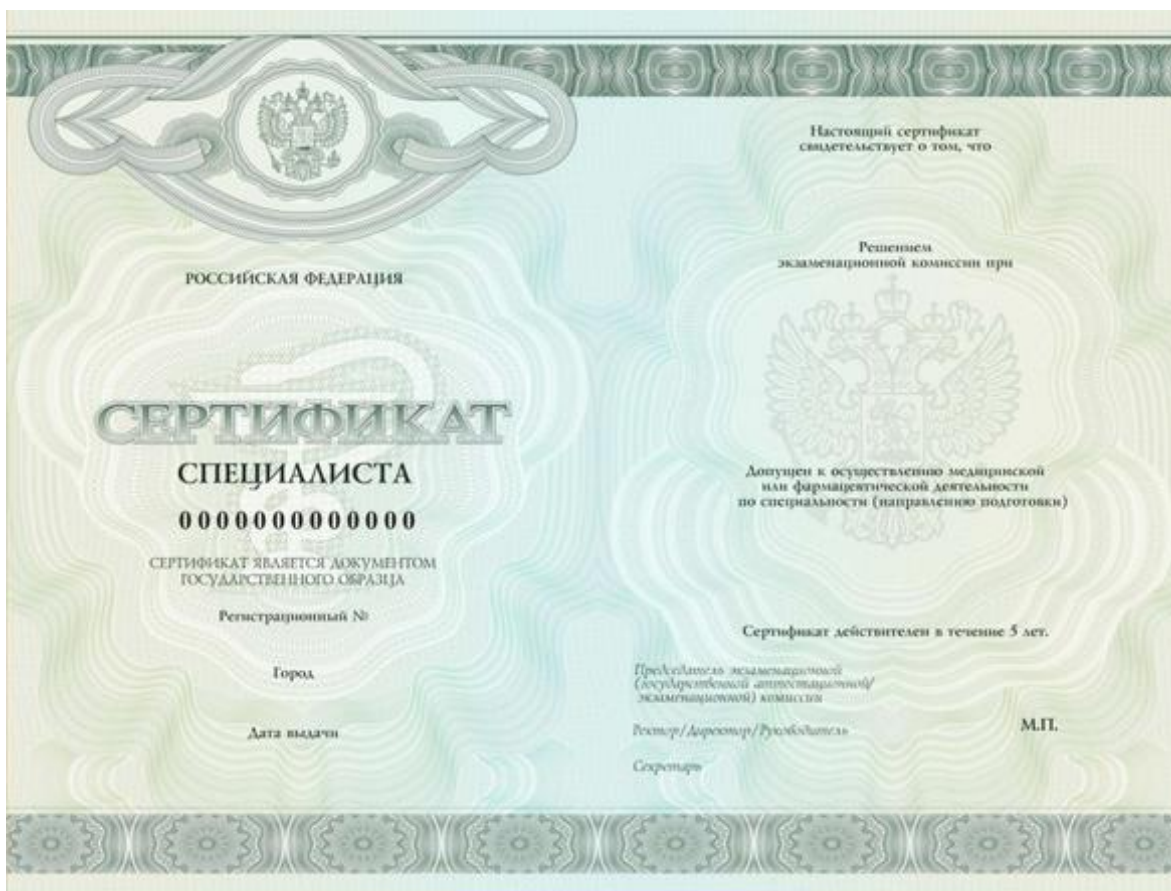 РОССИЙСКАЯ ФЕДЕРАЦИЯ
СЕРТИФИКАТ
СПЕЦИАЛИСТА
0000000000000
СЕРТИФИКАТ ЯВЛЯЕТСЯ ДОКУМЕНТОМ
ГОСУДАРСТВЕННОГО ОБРАЗЦА
Регистрационный №
Город
Дата выдачи
Настоящий сертификат
свидетельствует о том, что
Решением
экзаменационной комиссии при
Допущен к осуществлению медицинской
или фармацевтической деятельности
по специальности (направлению подготовки)
Сертификат действителен в течение 5 лет.
Председатель экзаменационной
(государственной аттестационной/
экзаменационной) комиссии
Ректор/Директор/Руководитель
М.П.
Секретарь